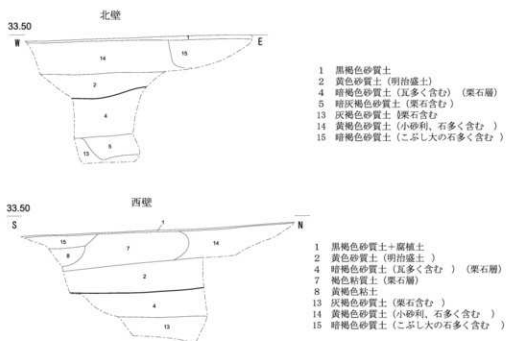 北壁
33.50
W
E
1
15
14
2
4
5
13
1 黒褐色砂質土
2 黄色砂質土（明治盛土）
4 暗褐色砂質土（瓦多く含む）（栗石層）
5 暗灰褐色砂質土（栗石含む）
13 灰褐色砂質土（栗石含む
14 黄褐色砂質土（小砂利、石多く含む ）
15 暗褐色砂質土（こぶし大の石多く含む ）
西壁
33.50
S
N
1
15
7
14
8
2
4
13
1 黒褐色砂質土＋腐植土
2 黄色砂質土（明治盛土 ）
4 暗褐色砂質土（瓦多く含む ）（栗石層）
7 褐色粘質土（栗石層）
8 黄褐色粘土
13 灰褐色砂質土（栗石含む ）
14 黄褐色砂質土（小砂利、石多く含む ）
15 暗褐色砂質土（こぶし大の石多く含む ）